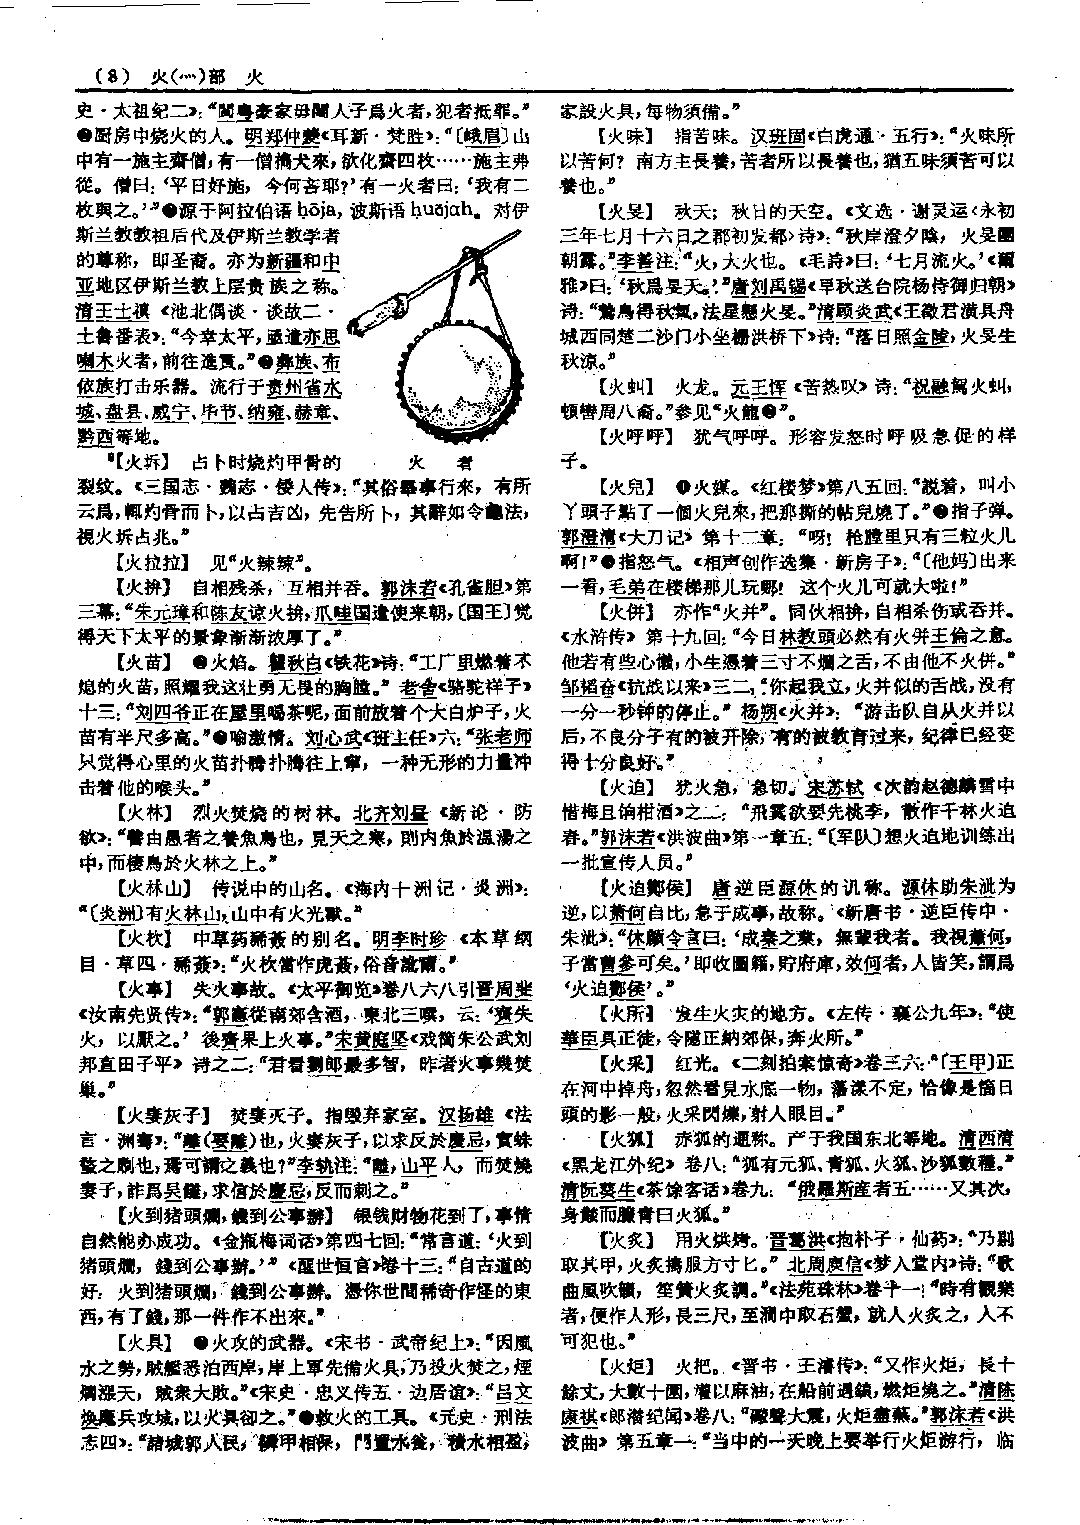 (8) 火(灬)部 火
史·太祖纪二》：“閩粤豪家毋閹人子爲火者，犯者抵罪。”
●厨房中烧火的人。明郑仲夔《耳新·梵胜》：“〔峨眉〕山
中有一施主齋僧，有一僧擕犬來，欲化齋四枚……施主弗
從。僧曰：‘平日好施，今何吝耶？’有一火者曰：‘我有二
枚與之。’”●源于阿拉伯语ḥōja，波斯语ḥuājah。对伊
斯兰教教祖后代及伊斯兰教学者
的尊称，即圣裔。亦为新疆和中
亚地区伊斯兰教上层贵族之称。
清王士禛《池北偶谈·谈故二·
土鲁番表》：“今幸太平，亟遣亦思
喇木火者，前往進貢。”●彝族、布
依族打击乐器。流行于贵州省水
城、盘县、威宁、毕节、纳雍、赫章、
黔西等地。
火者
【火坼】 占卜时烧灼甲骨的
裂纹。《三国志·魏志·倭人传》：“其俗舉事行來，有所
云爲，輒灼骨而卜，以占吉凶，先告所卜，其辭如令龜法，
視火坼占兆。”
【火拉拉】 见“火辣辣”。
【火拚】 自相残杀，互相并吞。郭沫若《孔雀胆》第
三幕：“朱元璋和陈友谅火拚，爪哇国遣使来朝，〔国王〕觉
得天下太平的景象渐渐浓厚了。”
【火苗】 ●火焰。瞿秋白《铁花》诗：“工厂里燃着不
熄的火苗，照耀我这壮勇无畏的胸膛。”老舍《骆驼祥子》
十三：“刘四爷正在屋里喝茶呢，面前放着个大白炉子，火
苗有半尺多高。”●喻激情。刘心武《班主任》六：“张老师
只觉得心里的火苗扑腾扑腾往上窜，一种无形的力量冲
击着他的喉头。”
【火林】 烈火焚烧的树林。北齐刘昼《新论·防
欲》：“譬由愚者之養魚鳥也，見天之寒，則内魚於温湯之
中，而棲鳥於火林之上。”
【火林山】 传说中的山名。《海内十洲记·炎洲》：
“〔炎洲〕有火林山，山中有火光獸。”
【火杴】 中草药豨莶的别名。明李时珍《本草纲
目·草四·豨莶》：“火杴當作虎莶，俗音訛爾。”
【火事】 失火事故。《太平御览》卷八六八引晋周斐
《汝南先贤传》：“郭憲從南郊含酒，東北三噀，云：‘齊失
火，以厭之。’後齊果上火事。”宋黄庭坚《戏简朱公武刘
邦直田子平》诗之二：“君看劉郎最多智，昨者火事幾焚
巢。”
【火妻灰子】 焚妻灭子。指毁弃家室。汉扬雄《法
言·渊骞》：“離(要離)也，火妻灰子，以求反於慶忌，實蛛
蝥之劘也，焉可謂之義也？”李轨注：“離，山平人，而焚燒
妻子，詐爲吴讎，求信於慶忌，反而刺之。”
【火到猪頭爛，錢到公事辦】 银钱财物花到了，事情
自然能办成功。《金瓶梅词话》第四七回：“常言道：‘火到
猪頭爛，錢到公事辦。’”《醒世恒言》卷十三：“自古道的
好：火到猪頭爛，錢到公事辦。憑你世間稀奇作怪的東
西，有了錢，那一件作不出來。”
【火具】 ●火攻的武器。《宋书·武帝纪上》：“因風
水之勢，賊艦悉泊西岸，岸上軍先備火具，乃投火焚之，煙
爓漲天，賊衆大敗。”《宋史·忠义传五·边居谊》：“吕文
焕麾兵攻城，以火具卻之。”●救火的工具。《元史·刑法
志四》：“諸城郭人民，鄰甲相保，門置水瓮，積水相盈，
家設火具，每物須備。”
【火味】 指苦味。汉班固《白虎通·五行》：“火味所
以苦何？南方主長養，苦者所以長養也，猶五味須苦可以
養也。”
【火旻】 秋天；秋日的天空。《文选·谢灵运〈永初
三年七月十六日之郡初发都〉诗》：“秋岸澄夕陰，火旻團
朝露。”李善注：“火，大火也。《毛詩》曰：‘七月流火。’《爾
雅》曰：‘秋爲旻天。’”唐刘禹锡《早秋送台院杨侍御归朝》
诗：“鷙鳥得秋氣，法星懸火旻。”清顾炎武《王徵君潢具舟
城西同楚二沙门小坐栅洪桥下》诗：“落日照金陵，火旻生
秋凉。”
【火虯】 火龙。元王恽《苦热叹》诗：“祝融駕火虯，
頓轡周八裔。”参见“火龍●”。
【火呼呼】 犹气呼呼。形容发怒时呼吸急促的样
子。
【火兒】 ●火媒。《红楼梦》第八五回：“説着，叫小
丫頭子點了一個火兒來，把那撕的帖兒燒了。”●指子弹。
郭澄清《大刀记》第十二章：“呀！枪膛里只有三粒火儿
啊！”●指怒气。《相声创作选集·新房子》：“〔他妈〕出来
一看，毛弟在楼梯那儿玩哪！这个火儿可就大啦！”
【火併】 亦作“火并”。同伙相拚，自相杀伤或吞并。
《水浒传》第十九回：“今日林教頭必然有火併王倫之意。
他若有些心懶，小生憑着三寸不爛之舌，不由他不火併。”
邹韬奋《抗战以来》三二：“你起我立，火并似的舌战，没有
一分一秒钟的停止。”杨朔《火并》：“游击队自从火并以
后，不良分子有的被开除，有的被教育过来，纪律已经变
得十分良好。”
【火迫】 犹火急，急切。宋苏轼《次韵赵德麟雪中
惜梅且饷柑酒》之二：“飛霙欲要先桃李，散作千林火迫
春。”郭沫若《洪波曲》第一章五：“〔军队〕想火迫地训练出
一批宣传人员。”
【火迫酇侯】 唐逆臣源休的讥称。源休助朱泚为
逆，以萧何自比，急于成事，故称。《新唐书·逆臣传中·
朱泚》：“休顧令言曰：‘成秦之業，無輩我者。我視蕭何，
子當曹參可矣。’即收圖籍，貯府庫，效何者，人皆笑，謂爲
‘火迫酇侯’。”
【火所】 发生火灾的地方。《左传·襄公九年》：“使
華臣具正徒，令隧正納郊保，奔火所。”
【火采】 红光。《二刻拍案惊奇》卷三六：“〔王甲〕正
在河中掉舟，忽然看見水底一物，蕩漾不定，恰像是箇日
頭的影一般，火采閃爍，射人眼目。”
【火狐】 赤狐的通称。产于我国东北等地。清西清
《黑龙江外纪》卷八：“狐有元狐、青狐、火狐、沙狐數種。”
清阮葵生《茶馀客话》卷九：“俄羅斯産者五……又其次，
身皾而臁青曰火狐。”
【火炙】 用火烘烤。晋葛洪《抱朴子·仙药》：“乃剔
取其甲，火炙擣服方寸匕。”北周庾信《梦入堂内》诗：“歌
曲風吹韻，笙簧火炙調。”《法苑珠林》卷十一：“時有觀樂
者，便作人形，長三尺，至澗中取石蟹，就人火炙之，人不
可犯也。”
【火炬】 火把。《晋书·王濬传》：“又作火炬，長十
餘丈，大數十圍，灌以麻油，在船前遇鎖，燃炬燒之。”清陈
康祺《郎潜纪闻》卷八：“礮聲大震，火炬盡蓺。”郭沫若《洪
波曲》第五章一：“当中的一天晚上要举行火炬游行，临